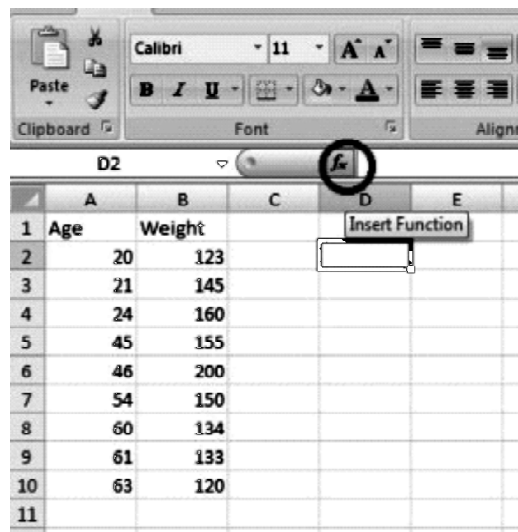 Calibri 11 A A
Paste B I U A
Clipboard Font Alignn
D2 fx
A B C D E
Insert Function
1 Age Weight
2 20 123
3 21 145
4 24 160
5 45 155
6 46 200
7 54 150
8 60 134
9 61 133
10 63 120
11